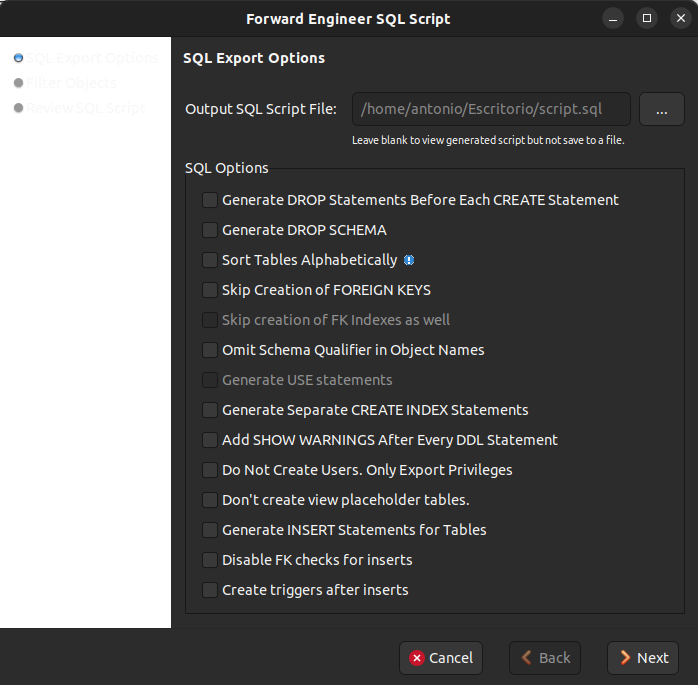 Forward Engineer SQL Script
SQL Export Options
Filter Objects
Review SQL Script
SQL Export Options
Output SQL Script File:
/home/antonio/Escritorio/script.sql
...
Leave blank to view generated script but not save to a file.
SQL Options
Generate DROP Statements Before Each CREATE Statement
Generate DROP SCHEMA
Sort Tables Alphabetically
Skip Creation of FOREIGN KEYS
Skip creation of FK Indexes as well
Omit Schema Qualifier in Object Names
Generate USE statements
Generate Separate CREATE INDEX Statements
Add SHOW WARNINGS After Every DDL Statement
Do Not Create Users. Only Export Privileges
Don't create view placeholder tables.
Generate INSERT Statements for Tables
Disable FK checks for inserts
Create triggers after inserts
Cancel
Back
Next